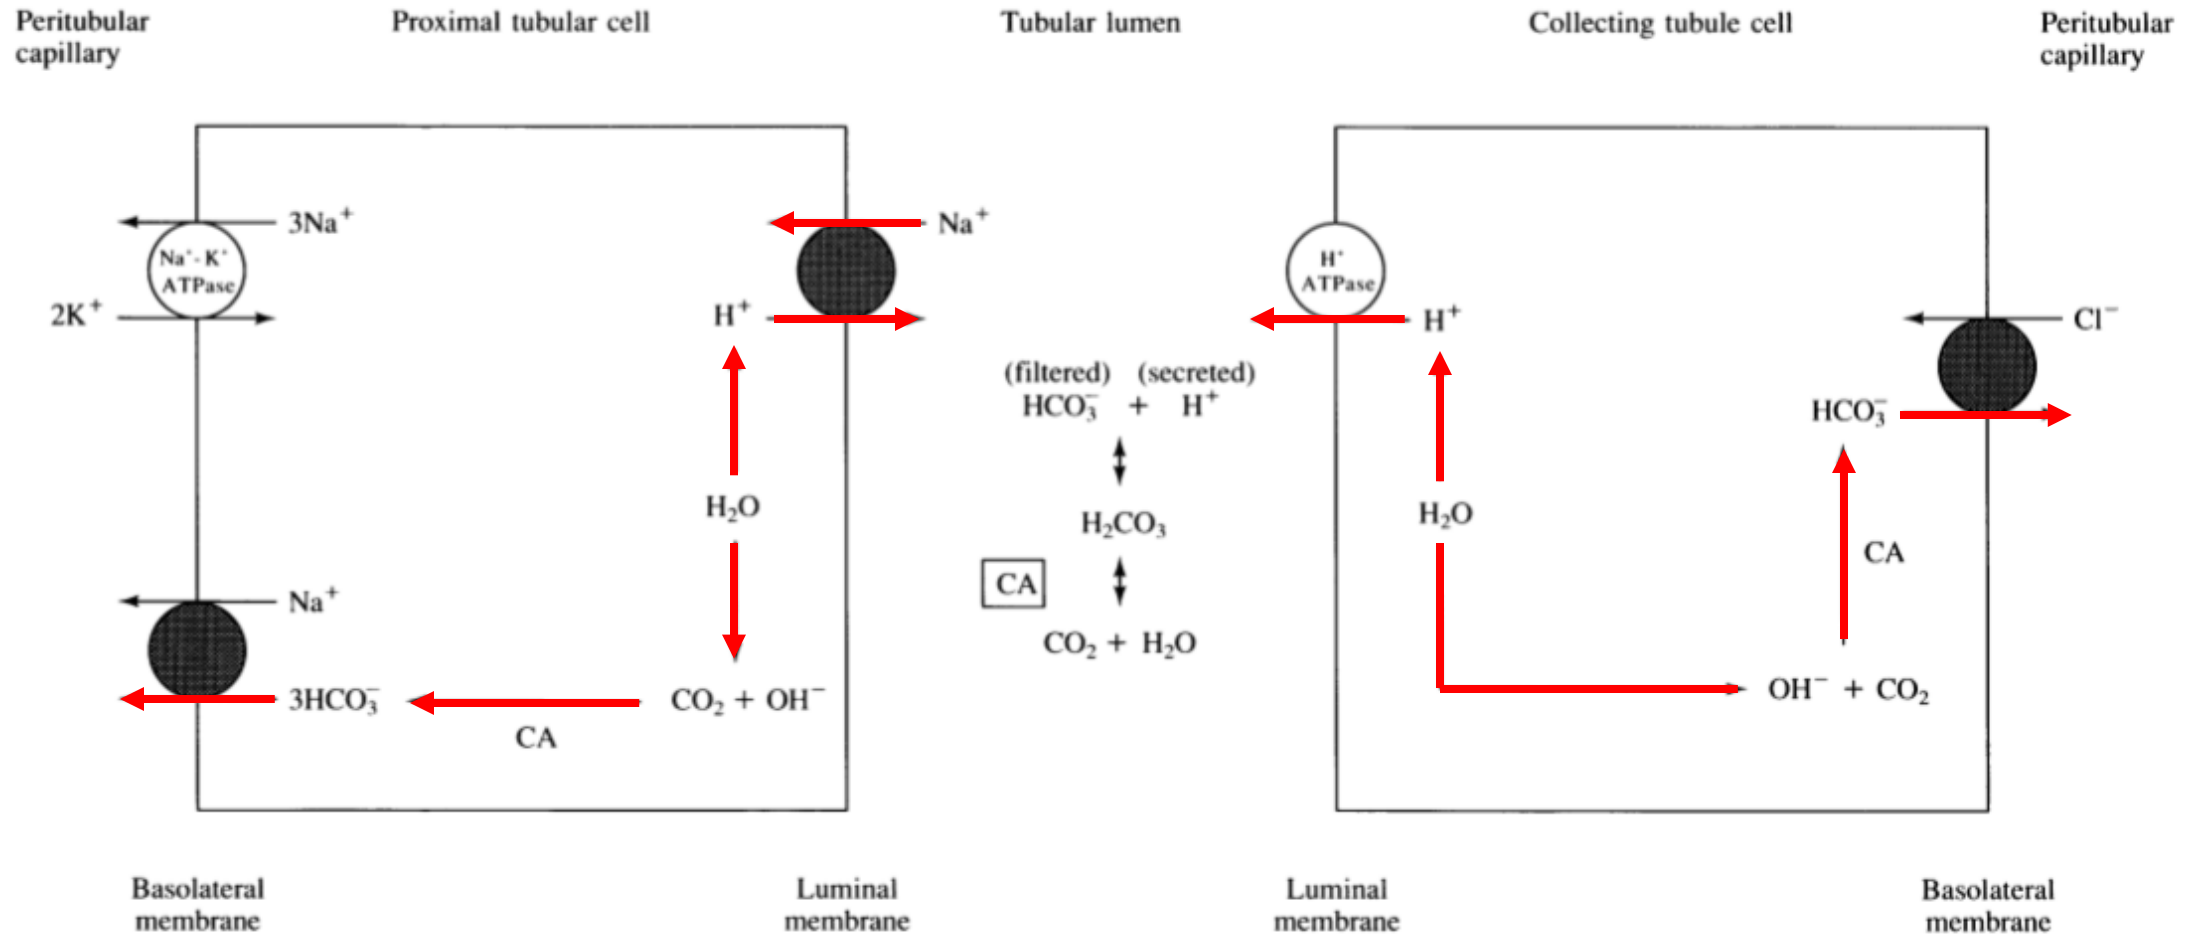 Peritubular
capillary
Proximal tubular cell
Tubular lumen
Collecting tubule cell
Peritubular
capillary
3Na⁺
Na⁺-K⁺
ATPase
2K⁺
Na⁺
H⁺
H₂O
Na⁺
3HCO₃⁻
CA
CO₂ + OH⁻
(filtered) (secreted)
HCO₃⁻ + H⁺
H₂CO₃
CA
CO₂ + H₂O
H⁺
ATPase
H⁺
H₂O
Cl⁻
HCO₃⁻
CA
OH⁻ + CO₂
Basolateral
membrane
Luminal
membrane
Luminal
membrane
Basolateral
membrane